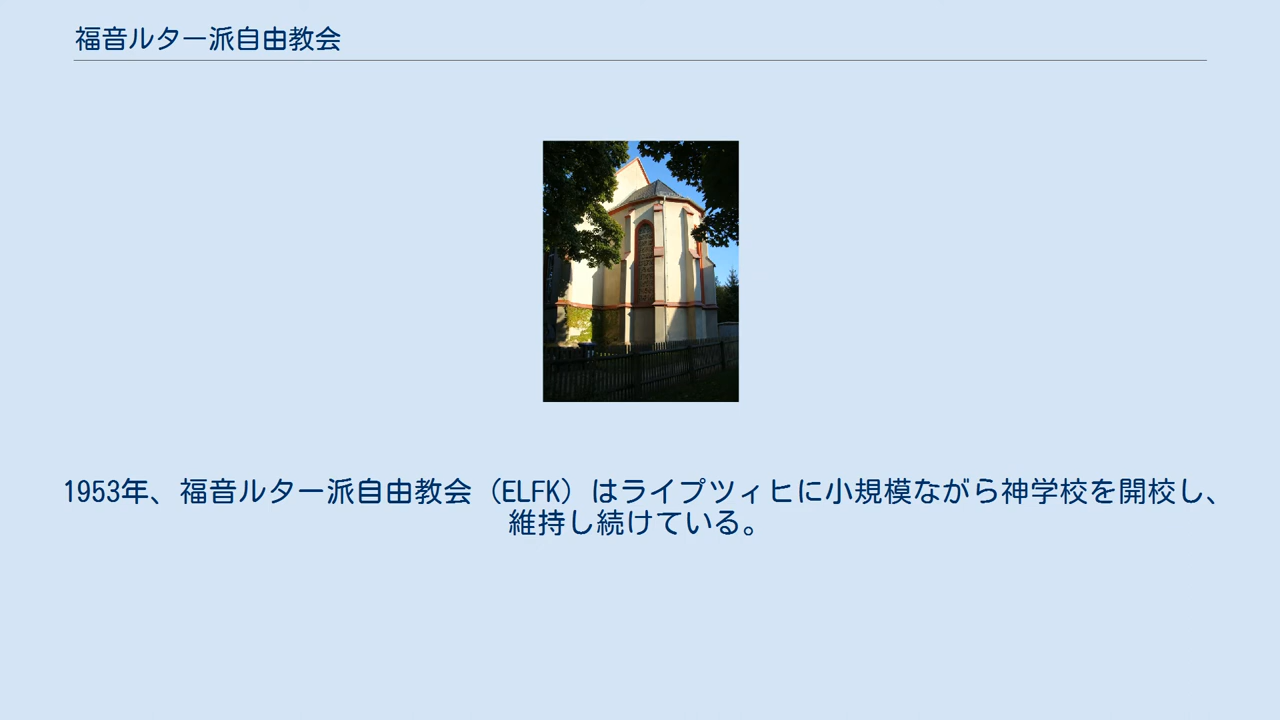 福音ルター派自由教会
1953年、福音ルター派自由教会（ELFK）はライプツィヒに小規模ながら神学校を開校し、
維持し続けている。